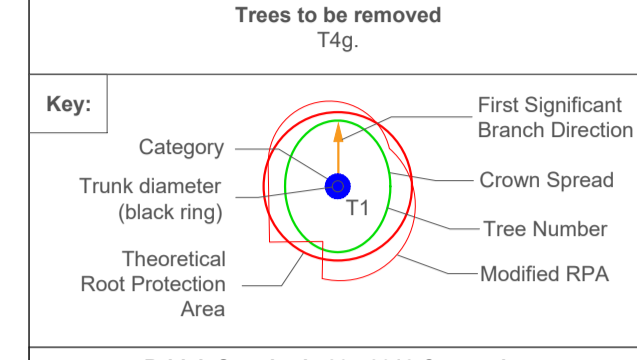 Trees to be removed
T4g.
Key:
First Significant
Branch Direction
Category
Trunk diameter
(black ring)
T1
Crown Spread
Tree Number
Theoretical
Root Protection
Area
Modified RPA